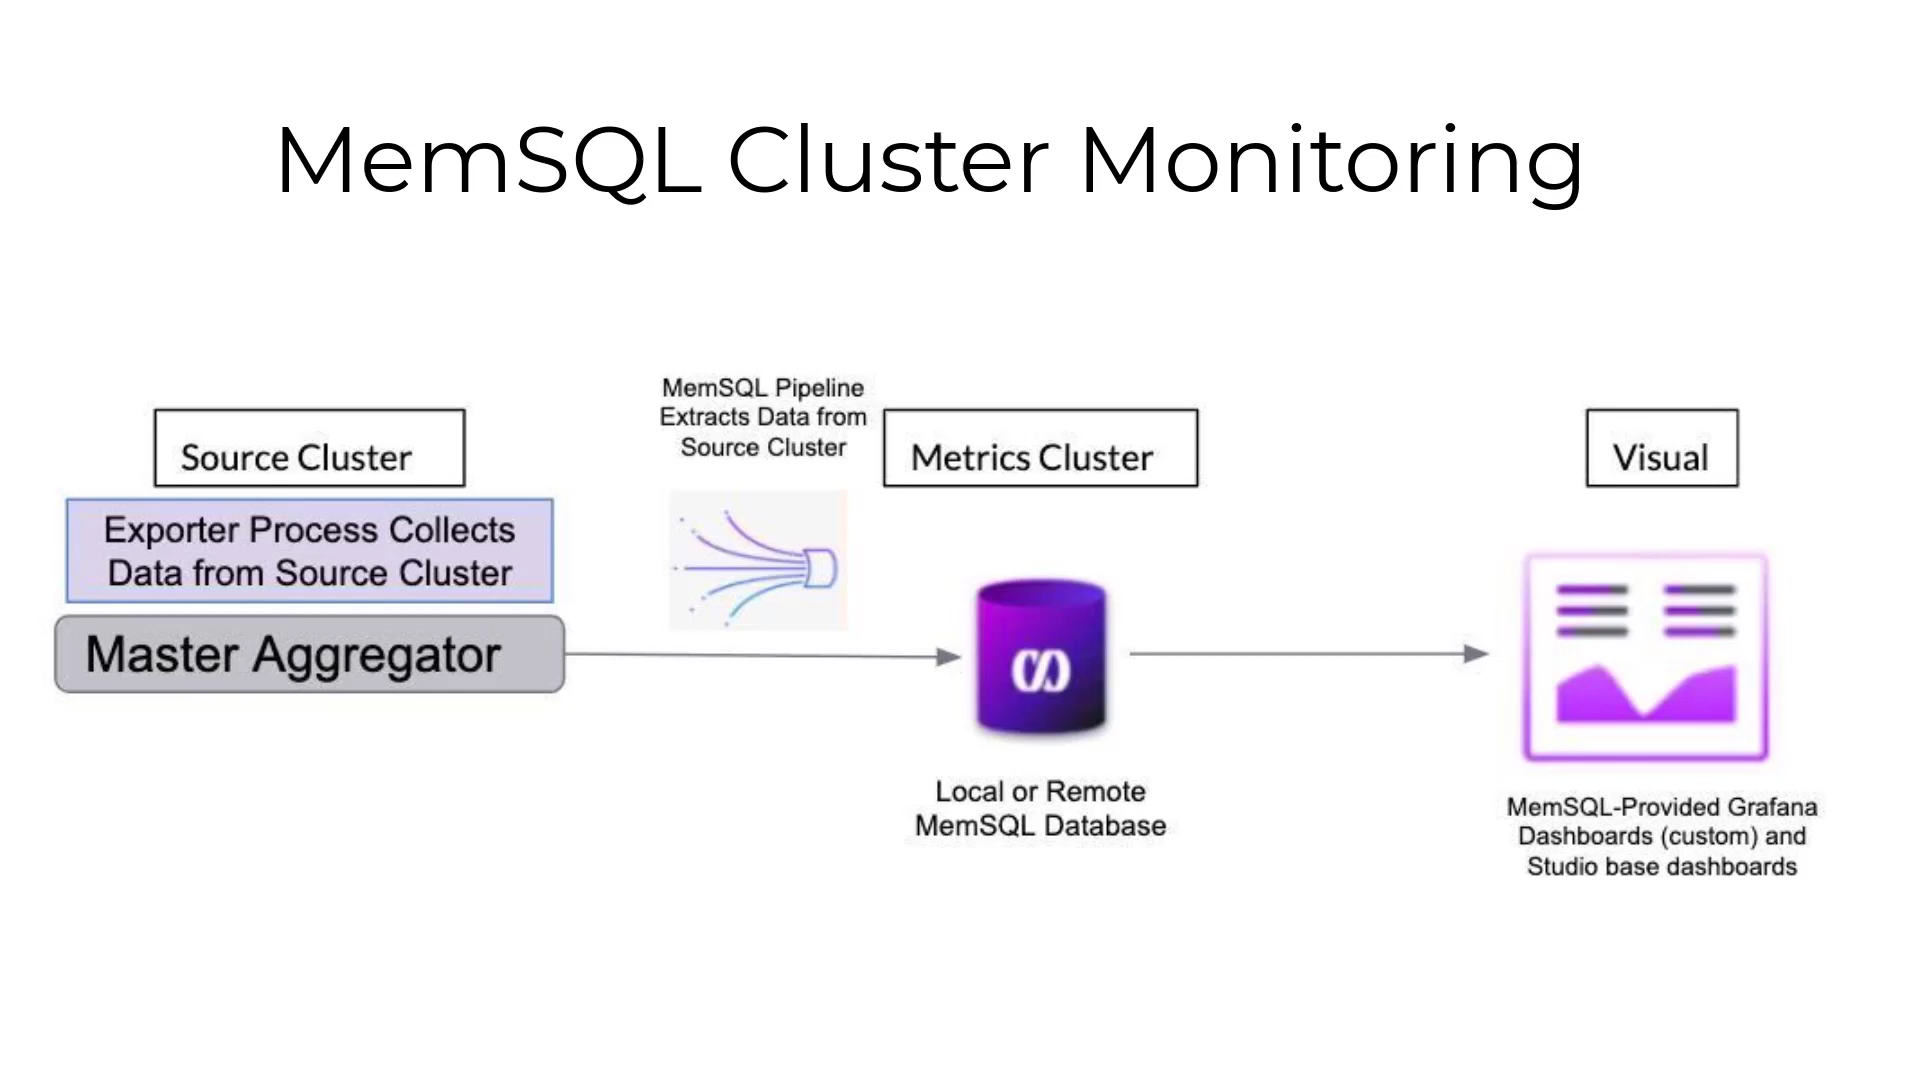 MemSQL Cluster Monitoring
Source Cluster
Exporter Process Collects
Data from Source Cluster
Master Aggregator
MemSQL Pipeline
Extracts Data from
Source Cluster
Metrics Cluster
Local or Remote
MemSQL Database
Visual
MemSQL-Provided Grafana
Dashboards (custom) and
Studio base dashboards